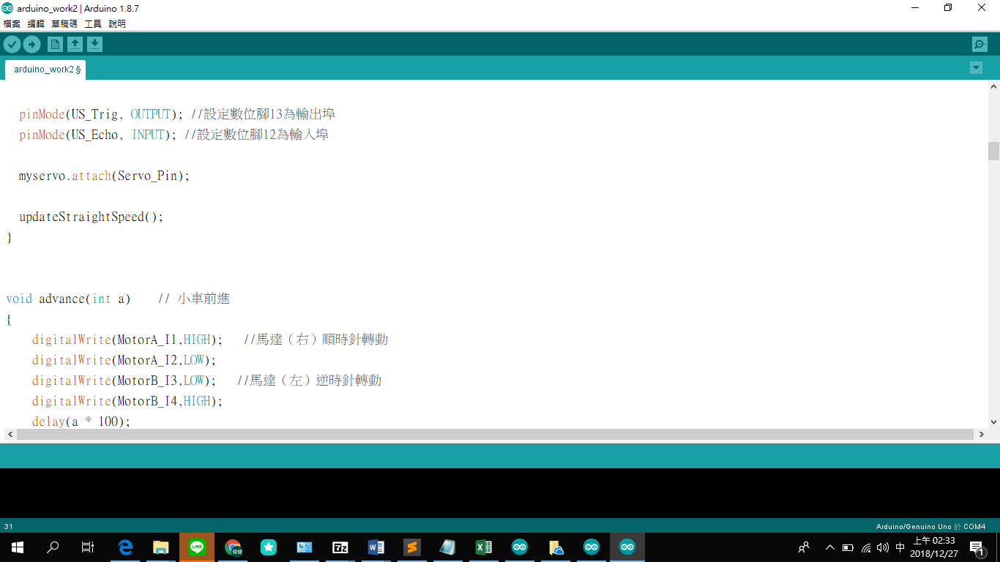 arduino_work2 | Arduino 1.8.7
檔案 編輯 草稿碼 工具 說明
arduino_work2 §
pinMode(US_Trig, OUTPUT); //設定數位腳13為輸出埠
pinMode(US_Echo, INPUT); //設定數位腳12為輸入埠
myservo.attach(Servo_Pin);
updateStraightSpeed();
}
void advance(int a) // 小車前進
{
digitalWrite(MotorA_I1,HIGH); //馬達（右）順時針轉動
digitalWrite(MotorA_I2,LOW);
digitalWrite(MotorB_I3,LOW); //馬達（左）逆時針轉動
digitalWrite(MotorB_I4,HIGH);
delay(a * 100);
31
Arduino/Genuino Uno 於 COM4
LINE
俊健
7z
中
上午 02:33
2018/12/27
1